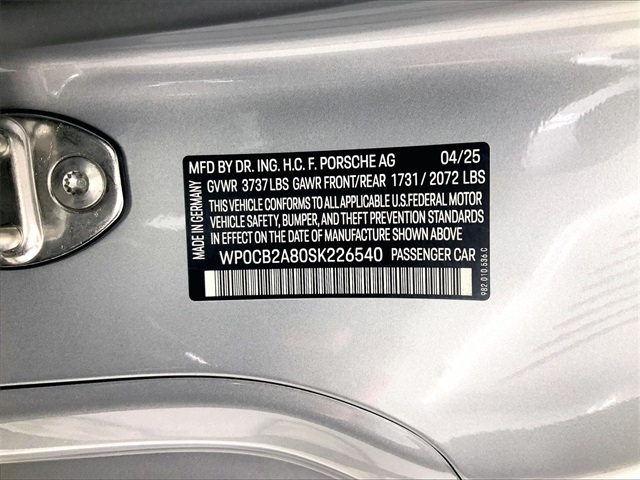 MFD BY DR. ING. H.C. F. PORSCHE AG 04/25
GVWR 3737LBS GAWR FRONT/REAR 1731 / 2072 LBS
THIS VEHICLE CONFORMS TO ALL APPLICABLE U.S.FEDERAL MOTOR
VEHICLE SAFETY, BUMPER, AND THEFT PREVENTION STANDARDS
IN EFFECT ON THE DATE OF MANUFACTURE SHOWN ABOVE.
WP0CB2A80SK226540 PASSENGER CAR
MADE IN GERMANY
982.010.536.C